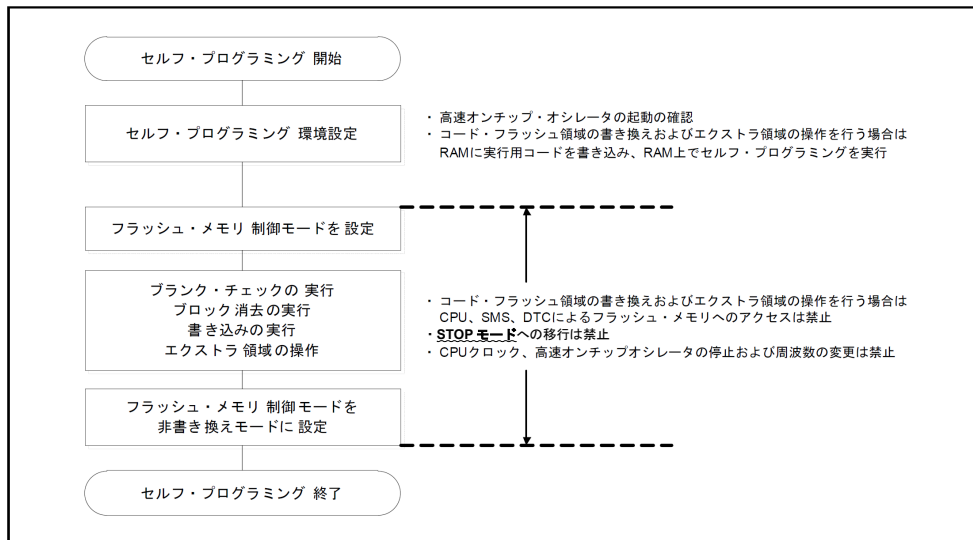 セルフ・プログラミング 開始
セルフ・プログラミング 環境設定
・ 高速オンチップ・オシレータの起動の確認
・ コード・フラッシュ領域の書き換えおよびエクストラ領域の操作を行う場合は
RAMに実行用コードを書き込み、RAM上でセルフ・プログラミングを実行
フラッシュ・メモリ 制御モードを 設定
ブランク・チェックの 実行
ブロック 消去の実行
書き込みの実行
エクストラ 領域の操作
・ コード・フラッシュ領域の書き換えおよびエクストラ領域の操作を行う場合は
CPU、SMS、DTCによるフラッシュ・メモリへのアクセスは禁止
・ STOP モードへの移行は禁止
・ CPUクロック、高速オンチップオシレータの停止および周波数の変更は禁止
フラッシュ・メモリ 制御モードを
非書き換えモードに 設定
セルフ・プログラミング 終了